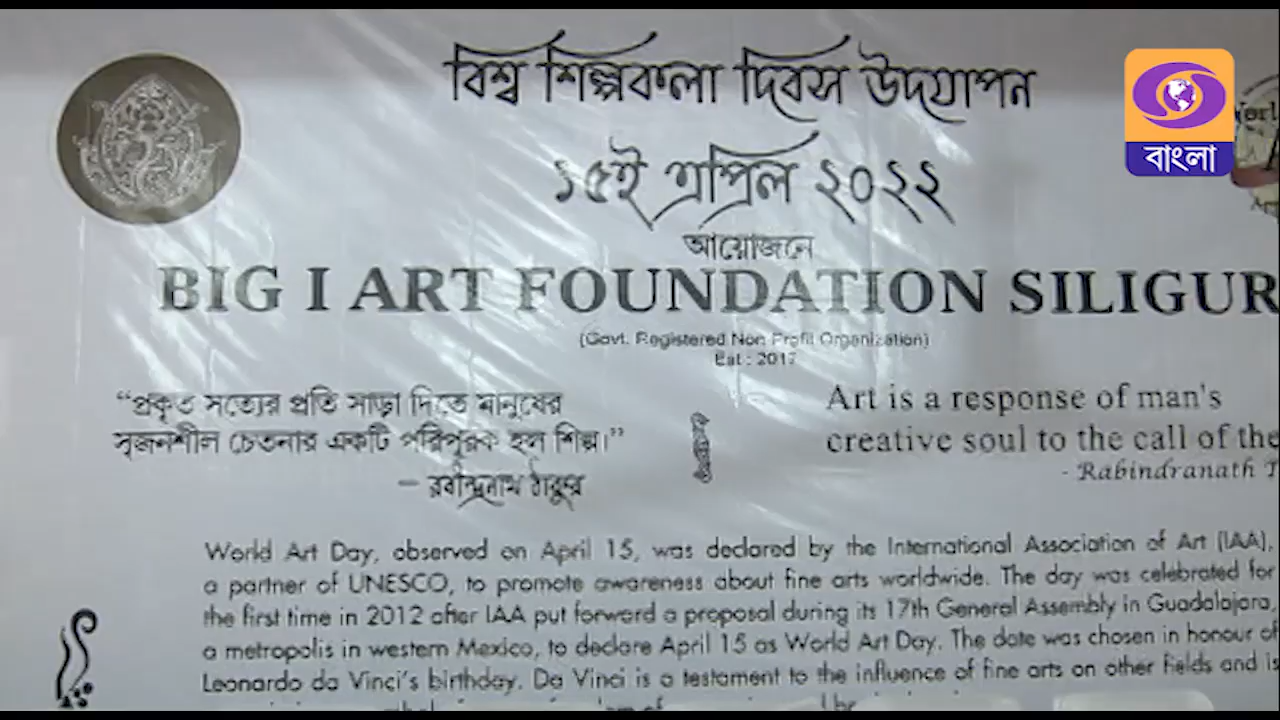 বিশ্ব শিল্পকলা দিবস উদযাপন
১৫ই এপ্রিল ২০২২
আয়োজনে
BIG I ART FOUNDATION SILIGUR
(Govt. Registered Non Profit Organization)
Est : 2017
“প্রকৃত সত্যের প্রতি সাড়া দিতে মানুষের
সৃজনশীল চেতনার একটি পরিপূরক হল শিল্প।”
– রবীন্দ্রনাথ ঠাকুর
Art is a response of man's
creative soul to the call of the
- Rabindranath T
World Art Day, observed on April 15, was declared by the International Association of Art (IAA),
a partner of UNESCO, to promote awareness about fine arts worldwide. The day was celebrated for
the first time in 2012 after IAA put forward a proposal during its 17th General Assembly in Guadalajara,
a metropolis in western Mexico, to declare April 15 as World Art Day. The date was chosen in honour of
Leonardo da Vinci's birthday. Da Vinci is a testament to the influence of fine arts on other fields and is
বাংলা